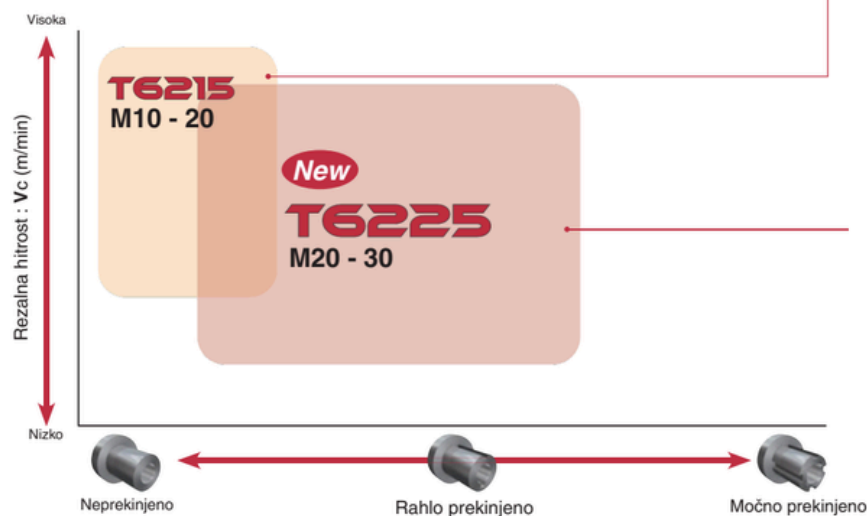 Visoka
T6215
M10 - 20
New
T6225
M20 - 30
Rezalna hitrost : Vc (m/min)
Nizko
Neprekinjeno
Rahlo prekinjeno
Močno prekinjeno